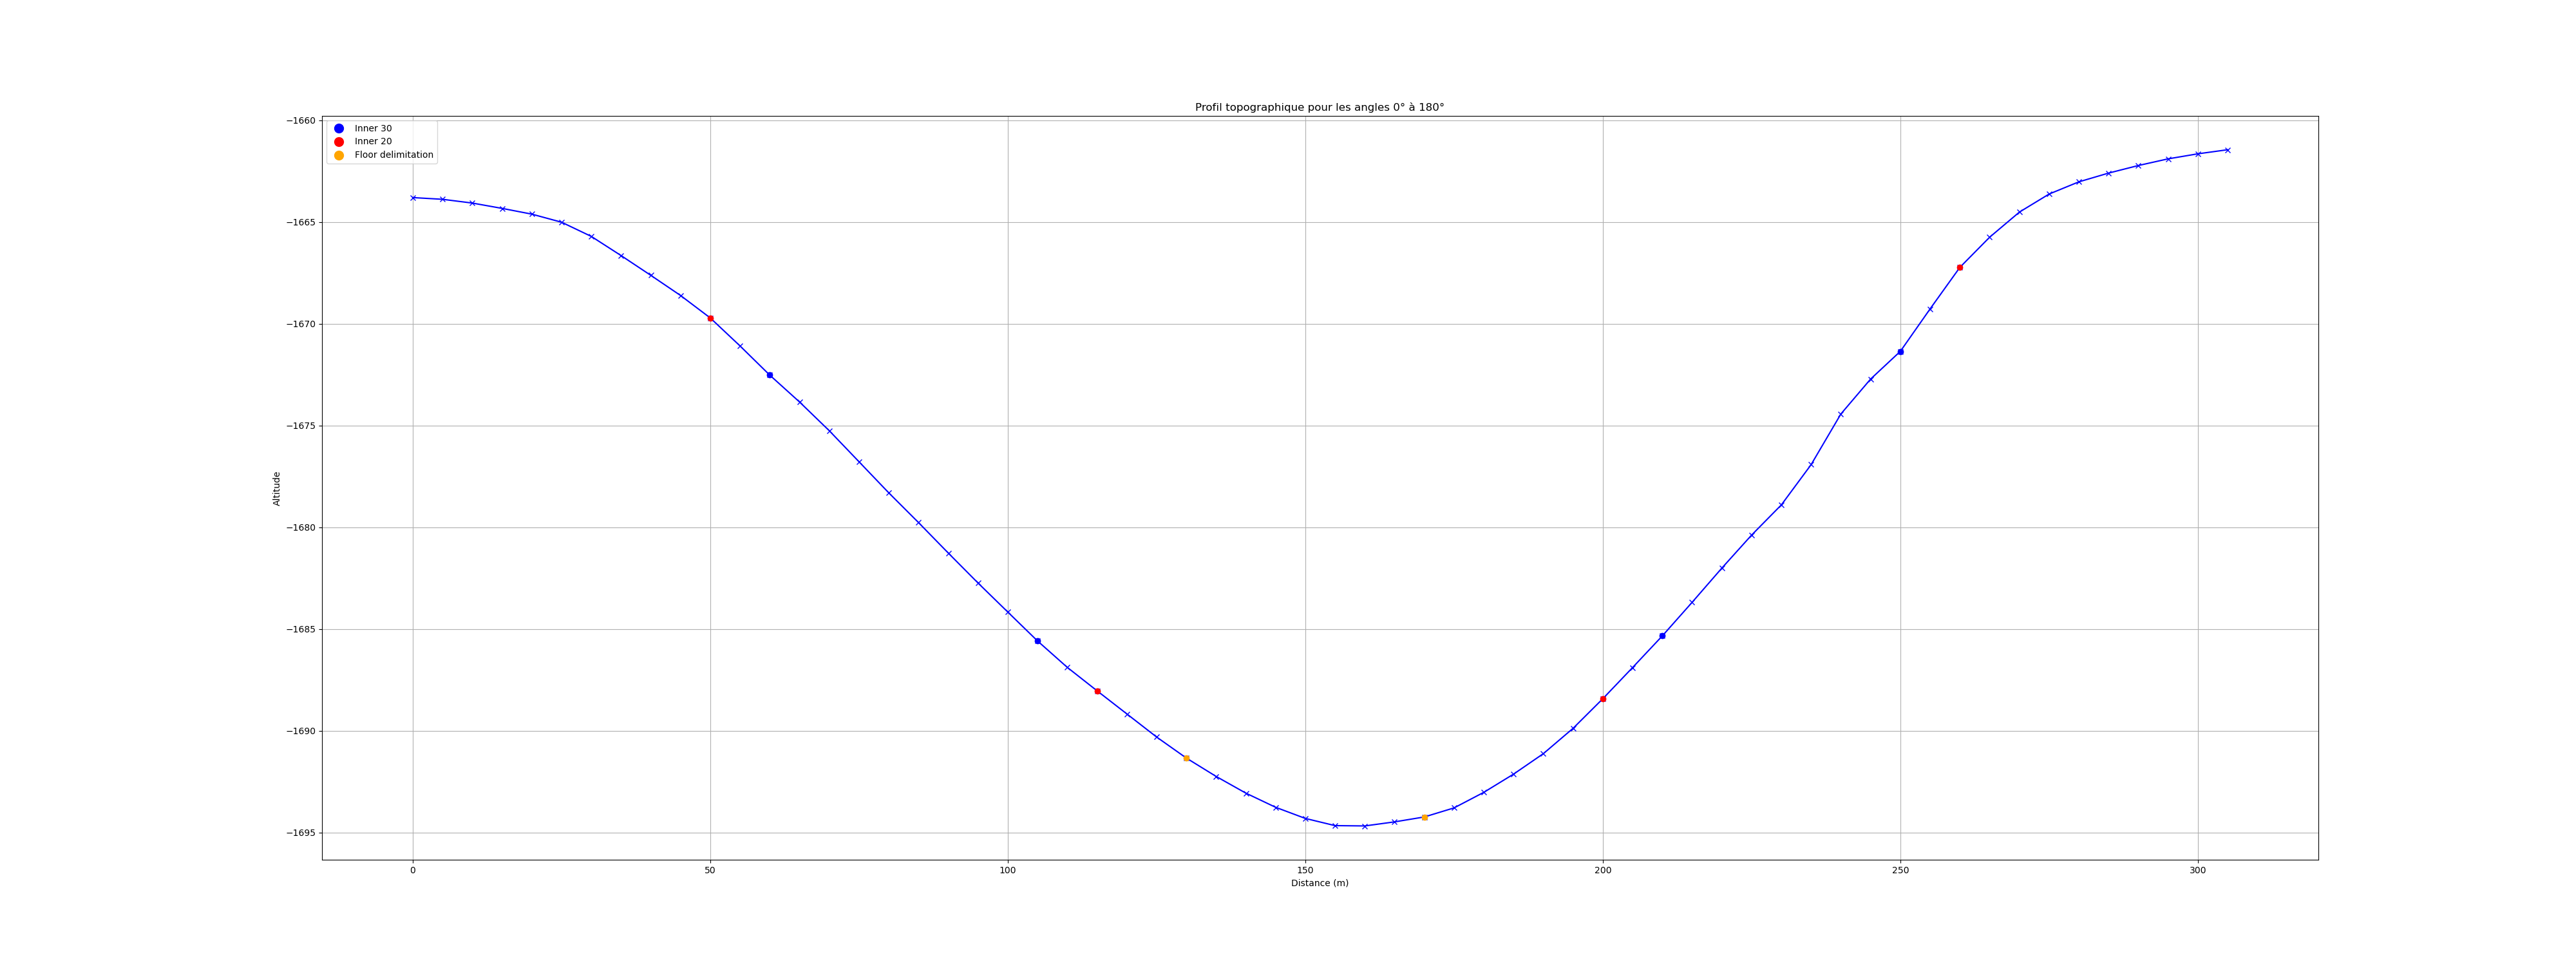 Profil topographique pour les angles 0° à 180°
Inner 30
Inner 20
Floor delimitation
−1660
−1665
−1670
−1675
−1680
−1685
−1690
−1695
Altitude
0 50 100 150 200 250 300
Distance (m)